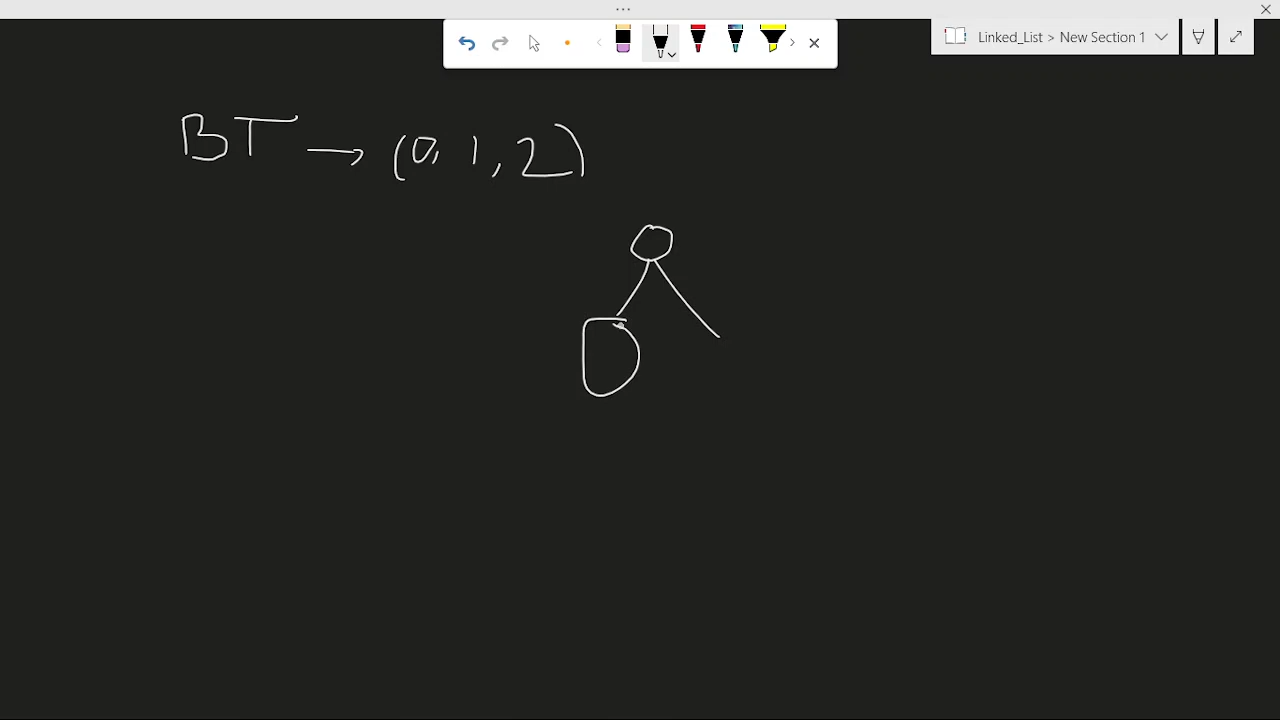 Linked_List > New Section 1
BT → (0, 1, 2)